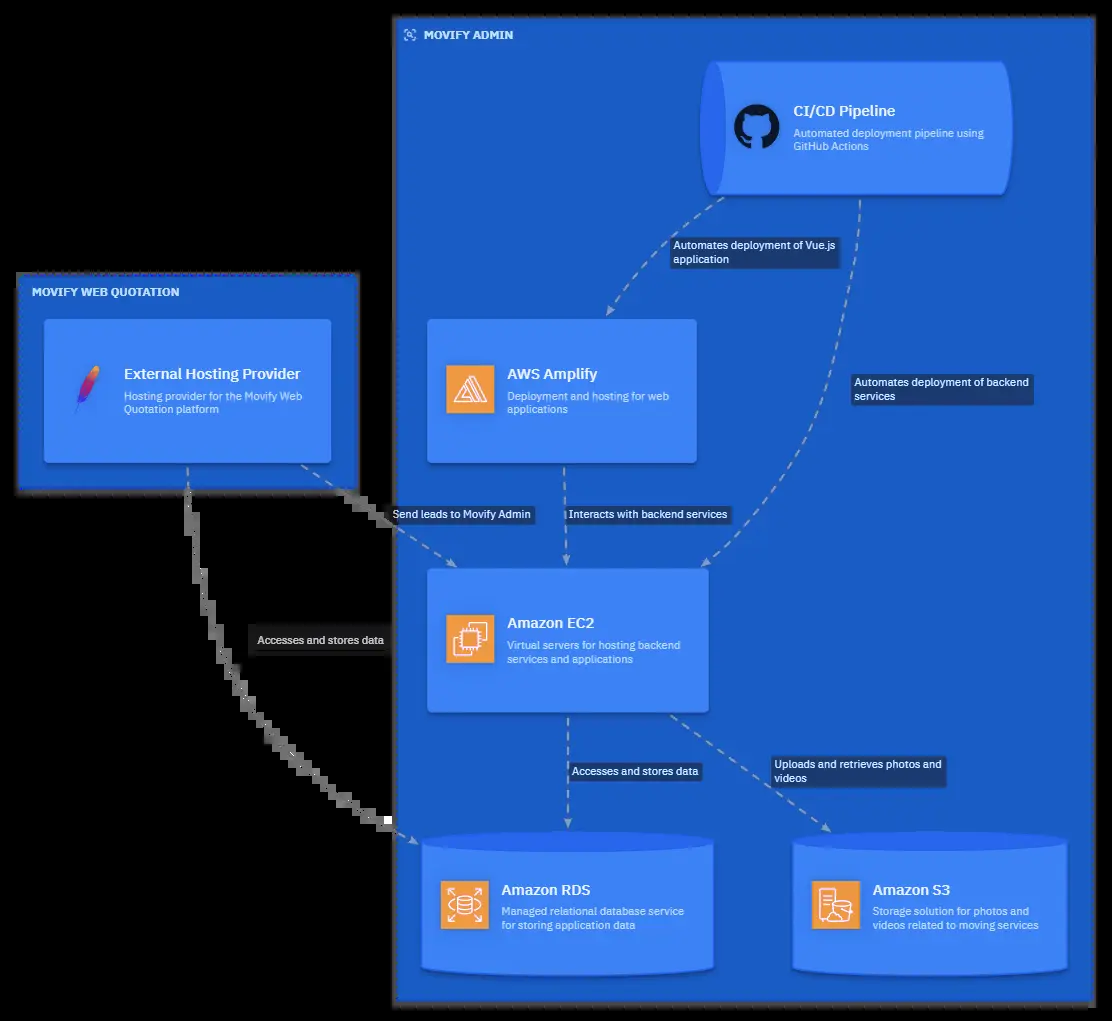 MOVIFY ADMIN
CI/CD Pipeline
Automated deployment pipeline using
GitHub Actions
Automates deployment of Vue.js
application
MOVIFY WEB QUOTATION
External Hosting Provider
Hosting provider for the Movify Web
Quotation platform
AWS Amplify
Deployment and hosting for web
applications
Automates deployment of backend
services
Send leads to Movify Admin
Interacts with backend services
Amazon EC2
Virtual servers for hosting backend
services and applications
Accesses and stores data
Accesses and stores data
Uploads and retrieves photos and
videos
Amazon RDS
Managed relational database service
for storing application data
Amazon S3
Storage solution for photos and
videos related to moving services